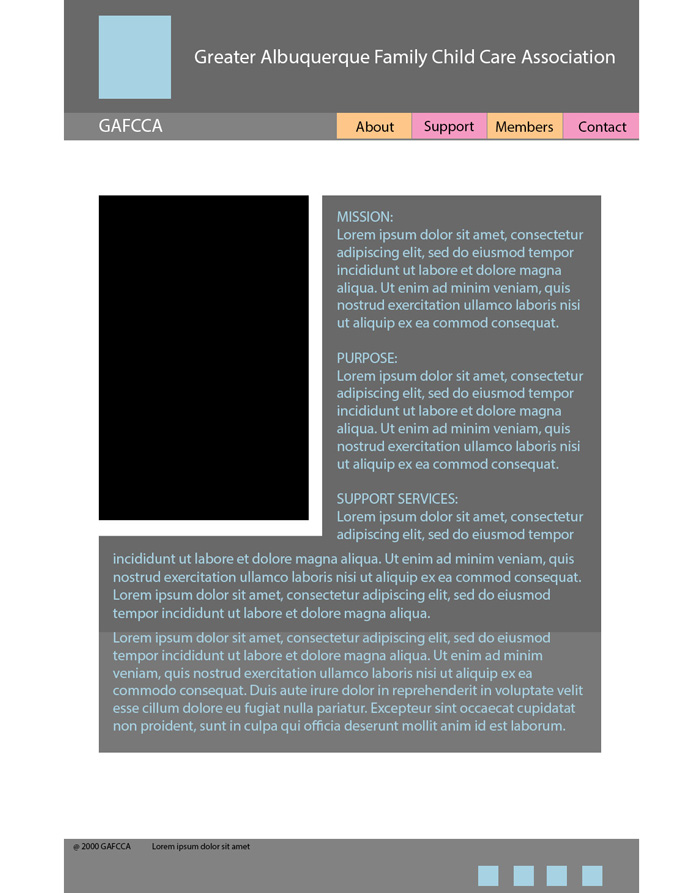 Greater Albuquerque Family Child Care Association
GAFCCA
About
Support
Members
Contact
MISSION:
Lorem ipsum dolor sit amet, consectetur
adipiscing elit, sed do eiusmod tempor
incididunt ut labore et dolore magna
aliqua. Ut enim ad minim veniam, quis
nostrud exercitation ullamco laboris nisi
ut aliquip ex ea commod consequat.
PURPOSE:
Lorem ipsum dolor sit amet, consectetur
adipiscing elit, sed do eiusmod tempor
incididunt ut labore et dolore magna
aliqua. Ut enim ad minim veniam, quis
nostrud exercitation ullamco laboris nisi
ut aliquip ex ea commod consequat.
SUPPORT SERVICES:
Lorem ipsum dolor sit amet, consectetur
adipiscing elit, sed do eiusmod tempor
incididunt ut labore et dolore magna aliqua. Ut enim ad minim veniam, quis
nostrud exercitation ullamco laboris nisi ut aliquip ex ea commod consequat.
Lorem ipsum dolor sit amet, consectetur adipiscing elit, sed do eiusmod
tempor incididunt ut labore et dolore magna aliqua.
Lorem ipsum dolor sit amet, consectetur adipiscing elit, sed do eiusmod
tempor incididunt ut labore et dolore magna aliqua. Ut enim ad minim
veniam, quis nostrud exercitation ullamco laboris nisi ut aliquip ex ea
commodo consequat. Duis aute irure dolor in reprehenderit in voluptate velit
esse cillum dolore eu fugiat nulla pariatur. Excepteur sint occaecat cupidatat
non proident, sunt in culpa qui officia deserunt mollit anim id est laborum.
@ 2000 GAFCCA
Lorem ipsum dolor sit amet